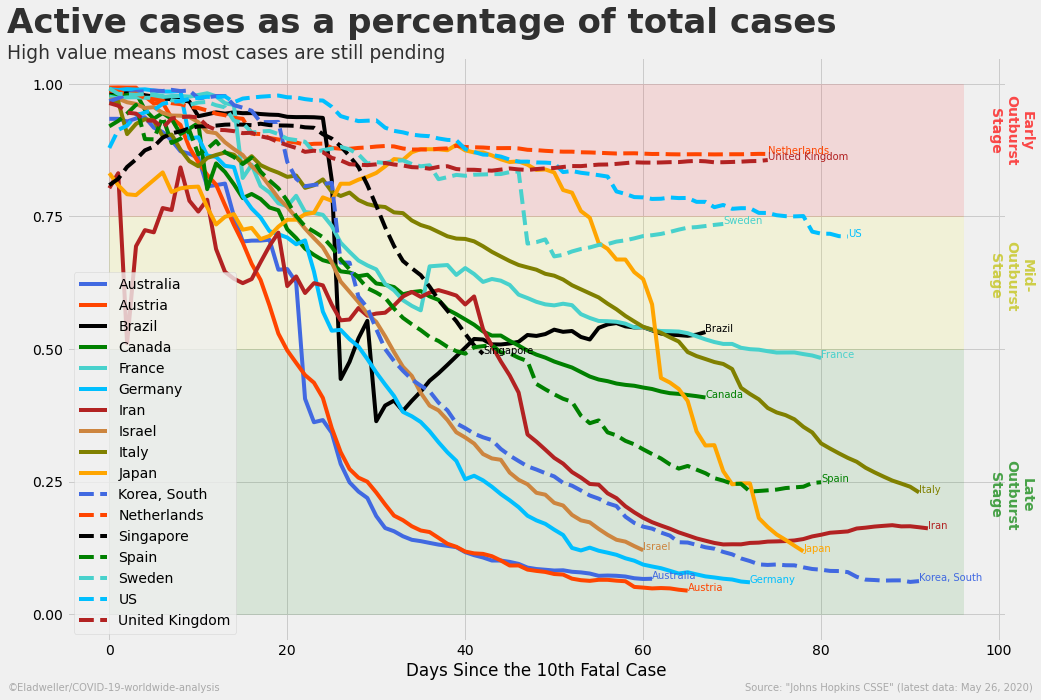 Active cases as a percentage of total cases
High value means most cases are still pending
1.00
0.75
0.50
0.25
0.00
Early
Outburst
Stage
Mid-
Outburst
Stage
Late
Outburst
Stage
Netherlands
United Kingdom
Sweden
US
Brazil
Singapore
France
Canada
Spain
Italy
Iran
Israel
Japan
Australia
Germany
Korea, South
Austria
Australia
Austria
Brazil
Canada
France
Germany
Iran
Israel
Italy
Japan
Korea, South
Netherlands
Singapore
Spain
Sweden
US
United Kingdom
0 20 40 60 80 100
Days Since the 10th Fatal Case
©Eladweller/COVID-19-worldwide-analysis
Source: "Johns Hopkins CSSE" (latest data: May 26, 2020)